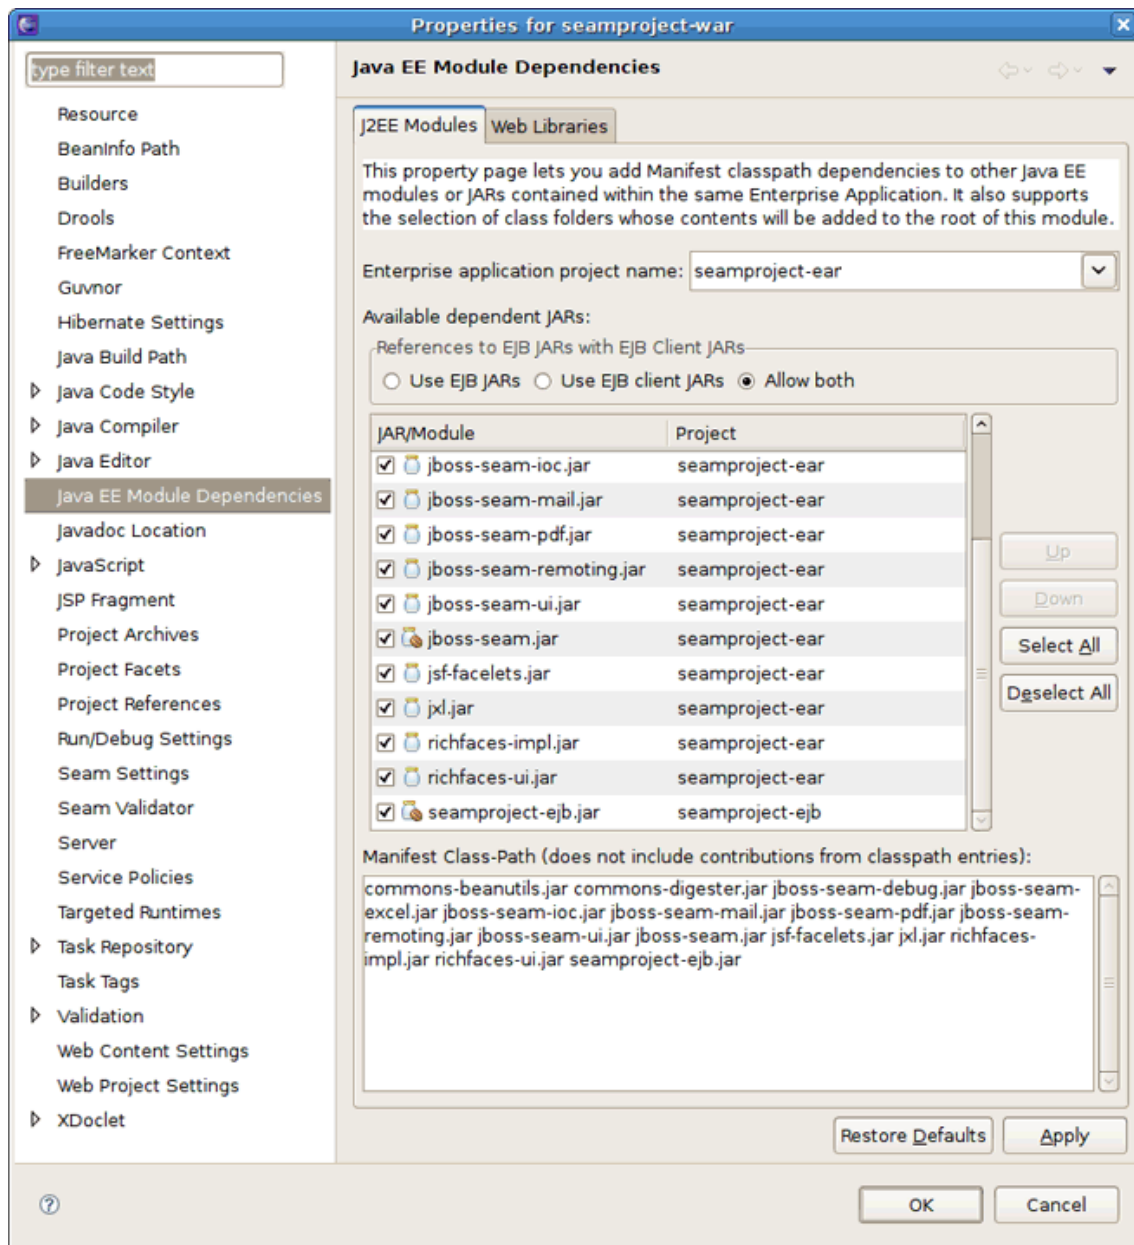 Properties for seamproject-war
type filter text
Resource
BeanInfo Path
Builders
Drools
FreeMarker Context
Guvnor
Hibernate Settings
Java Build Path
Java Code Style
Java Compiler
Java Editor
Java EE Module Dependencies
Javadoc Location
JavaScript
JSP Fragment
Project Archives
Project Facets
Project References
Run/Debug Settings
Seam Settings
Seam Validator
Server
Service Policies
Targeted Runtimes
Task Repository
Task Tags
Validation
Web Content Settings
Web Project Settings
XDoclet
Java EE Module Dependencies
J2EE Modules Web Libraries
This property page lets you add Manifest classpath dependencies to other Java EE
modules or JARs contained within the same Enterprise Application. It also supports
the selection of class folders whose contents will be added to the root of this module.
Enterprise application project name: seamproject-ear
Available dependent JARs:
References to EJB JARs with EJB Client JARs
Use EJB JARs Use EJB client JARs Allow both
JAR/Module Project
jboss-seam-ioc.jar seamproject-ear
jboss-seam-mail.jar seamproject-ear
jboss-seam-pdf.jar seamproject-ear
jboss-seam-remoting.jar seamproject-ear
jboss-seam-ui.jar seamproject-ear
jboss-seam.jar seamproject-ear
jsf-facelets.jar seamproject-ear
jxl.jar seamproject-ear
richfaces-impl.jar seamproject-ear
richfaces-ui.jar seamproject-ear
seamproject-ejb.jar seamproject-ejb
Up
Down
Select All
Deselect All
Manifest Class-Path (does not include contributions from classpath entries):
commons-beanutils.jar commons-digester.jar jboss-seam-debug.jar jboss-seam-
excel.jar jboss-seam-ioc.jar jboss-seam-mail.jar jboss-seam-pdf.jar jboss-seam-
remoting.jar jboss-seam-ui.jar jboss-seam.jar jsf-facelets.jar jxl.jar richfaces-
impl.jar richfaces-ui.jar seamproject-ejb.jar
Restore Defaults Apply
? OK Cancel